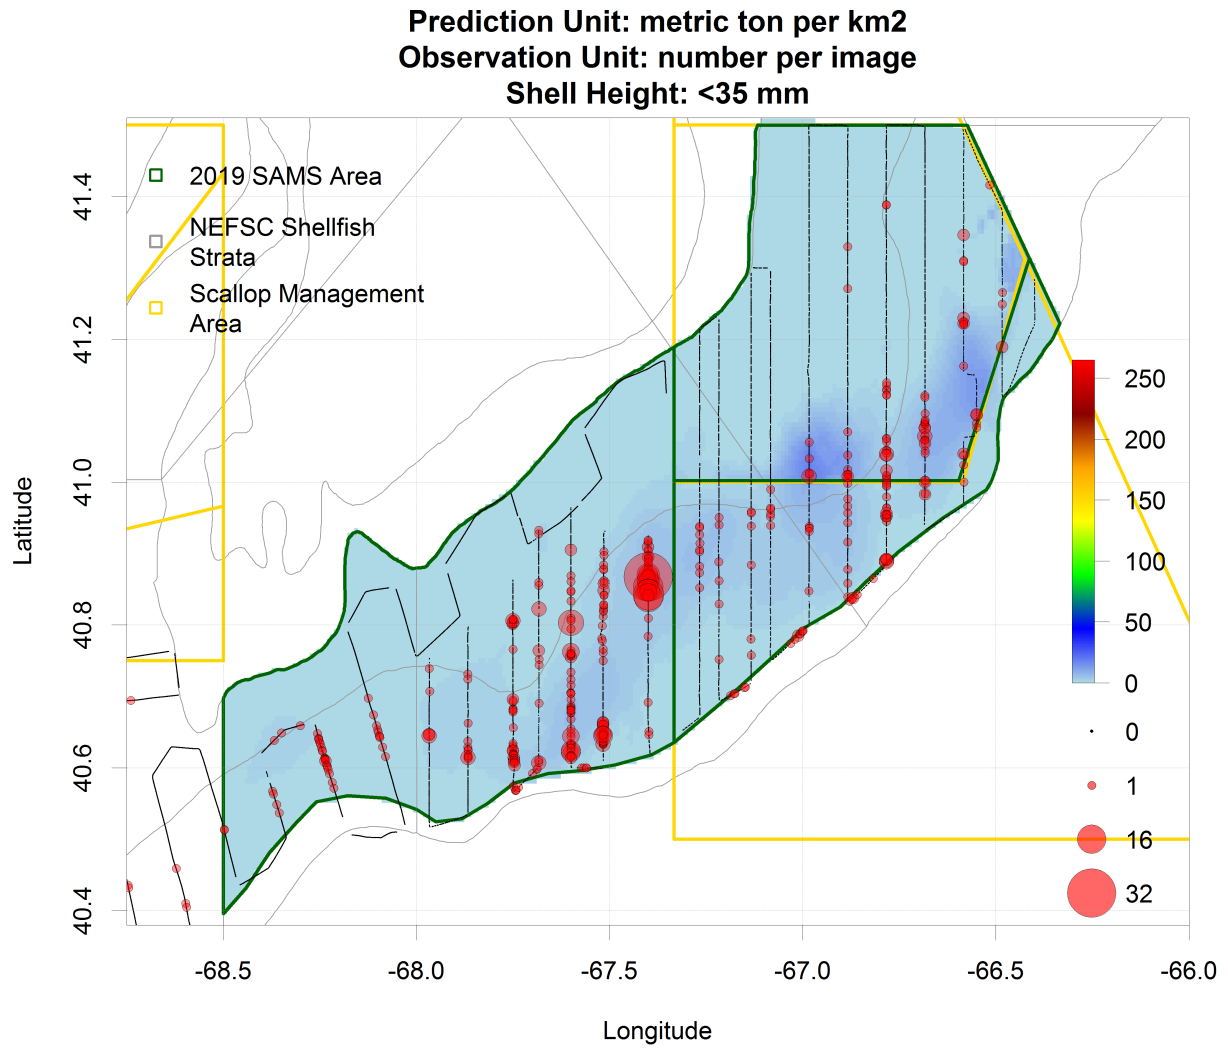 Prediction Unit: metric ton per km2
Observation Unit: number per image
Shell Height: <35 mm
2019 SAMS Area
NEFSC Shellfish
Strata
Scallop Management
Area
41.4
41.2
41.0
40.8
40.6
40.4
Latitude
250
200
150
100
50
0
0
1
16
32
-68.5
-68.0
-67.5
-67.0
-66.5
-66.0
Longitude